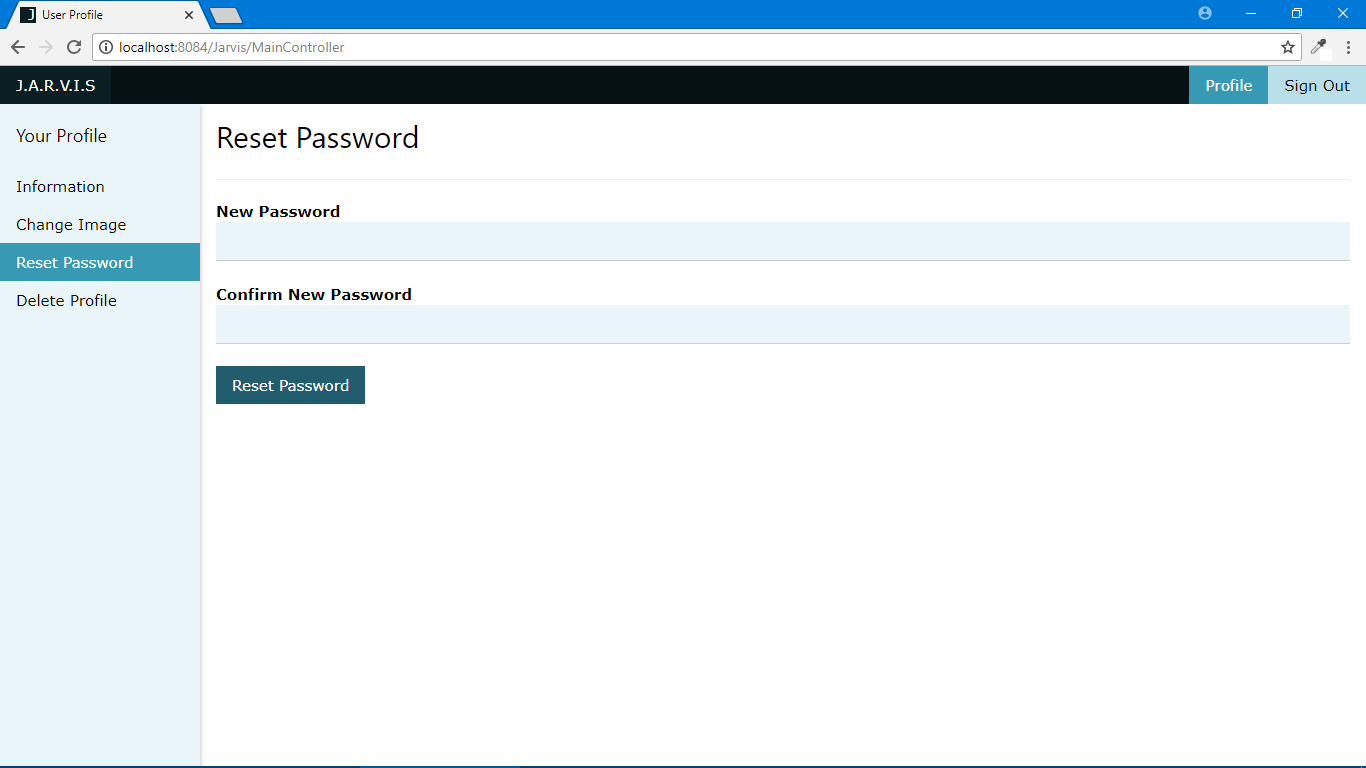 User Profile
localhost:8084/Jarvis/MainController
J.A.R.V.I.S
Profile
Sign Out
Your Profile
Information
Change Image
Reset Password
Delete Profile
Reset Password
New Password
Confirm New Password
Reset Password